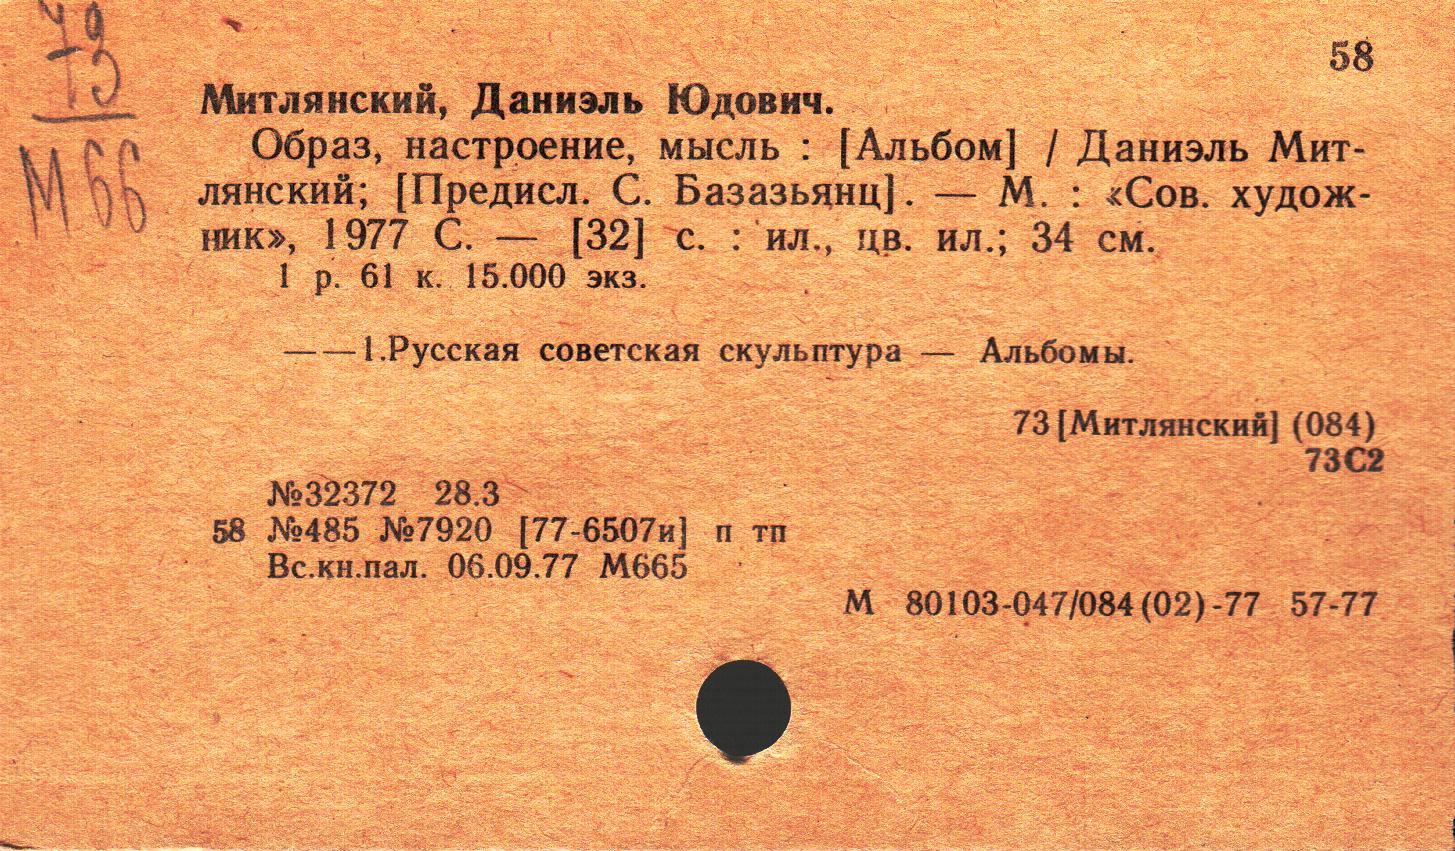 58
73
М66
Митлянский, Даниэль Юдович.
Образ, настроение, мысль : [Альбом] / Даниэль Мит-
лянский; [Предисл. С. Базазьянц]. — М. : «Сов. худож-
ник», 1977 С. — [32] с. : ил., цв. ил.; 34 см.
1 р. 61 к. 15.000 экз.
— — 1.Русская советская скульптура — Альбомы.
73 [Митлянский] (084)
73С2
№32372 28.3
58 №485 №7920 [77-6507и] п тп
Вс.кн.пал. 06.09.77 М665
М 80103-047/084(02)-77 57-77